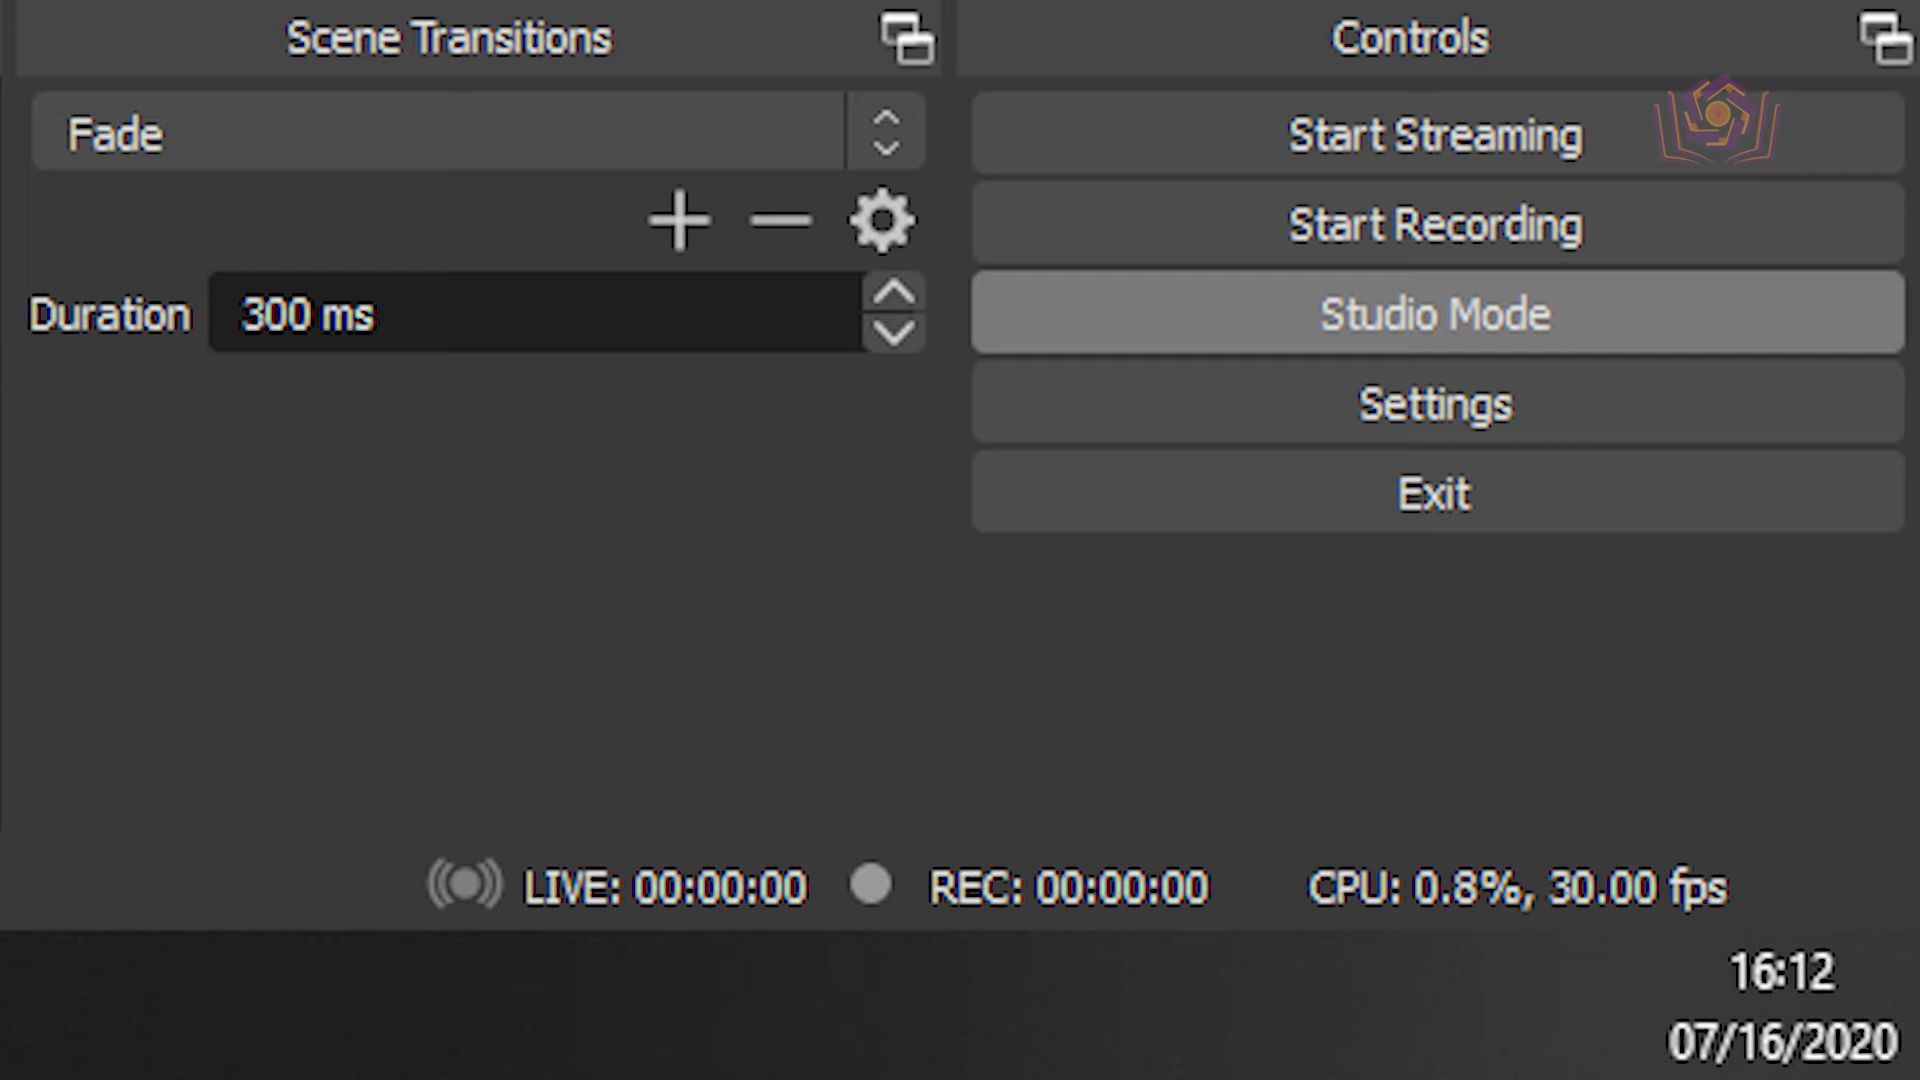 Scene Transitions
Controls
Fade
Start Streaming
Start Recording
Duration 300 ms
Studio Mode
Settings
Exit
LIVE: 00:00:00 REC: 00:00:00 CPU: 0.8%, 30.00 fps
16:12
07/16/2020